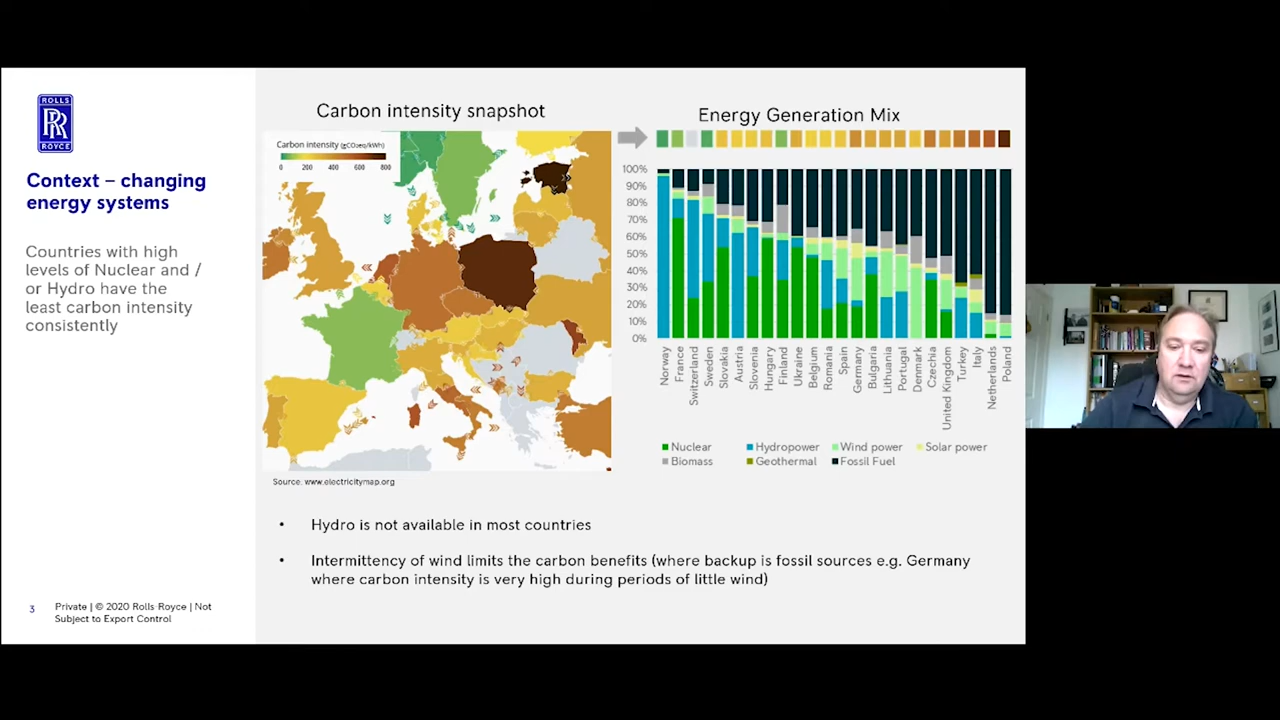 ROLLS
RR
ROYCE
Context – changing
energy systems
Countries with high
levels of Nuclear and /
or Hydro have the
least carbon intensity
consistently
3
Private | © 2020 Rolls-Royce | Not
Subject to Export Control
Carbon intensity snapshot
Carbon intensity (gCO₂eq/kWh)
0 200 400 600 800
Source: www.electricitymap.org
Energy Generation Mix
100%
90%
80%
70%
60%
50%
40%
30%
20%
10%
0%
Norway
France
Switzerland
Sweden
Slovakia
Austria
Slovenia
Hungary
Finland
Ukraine
Belgium
Romania
Spain
Germany
Bulgaria
Lithuania
Portugal
Denmark
Czechia
United Kingdom
Turkey
Italy
Netherlands
Poland
Nuclear Hydropower Wind power Solar power
Biomass Geothermal Fossil Fuel
• Hydro is not available in most countries
• Intermittency of wind limits the carbon benefits (where backup is fossil sources e.g. Germany
where carbon intensity is very high during periods of little wind)